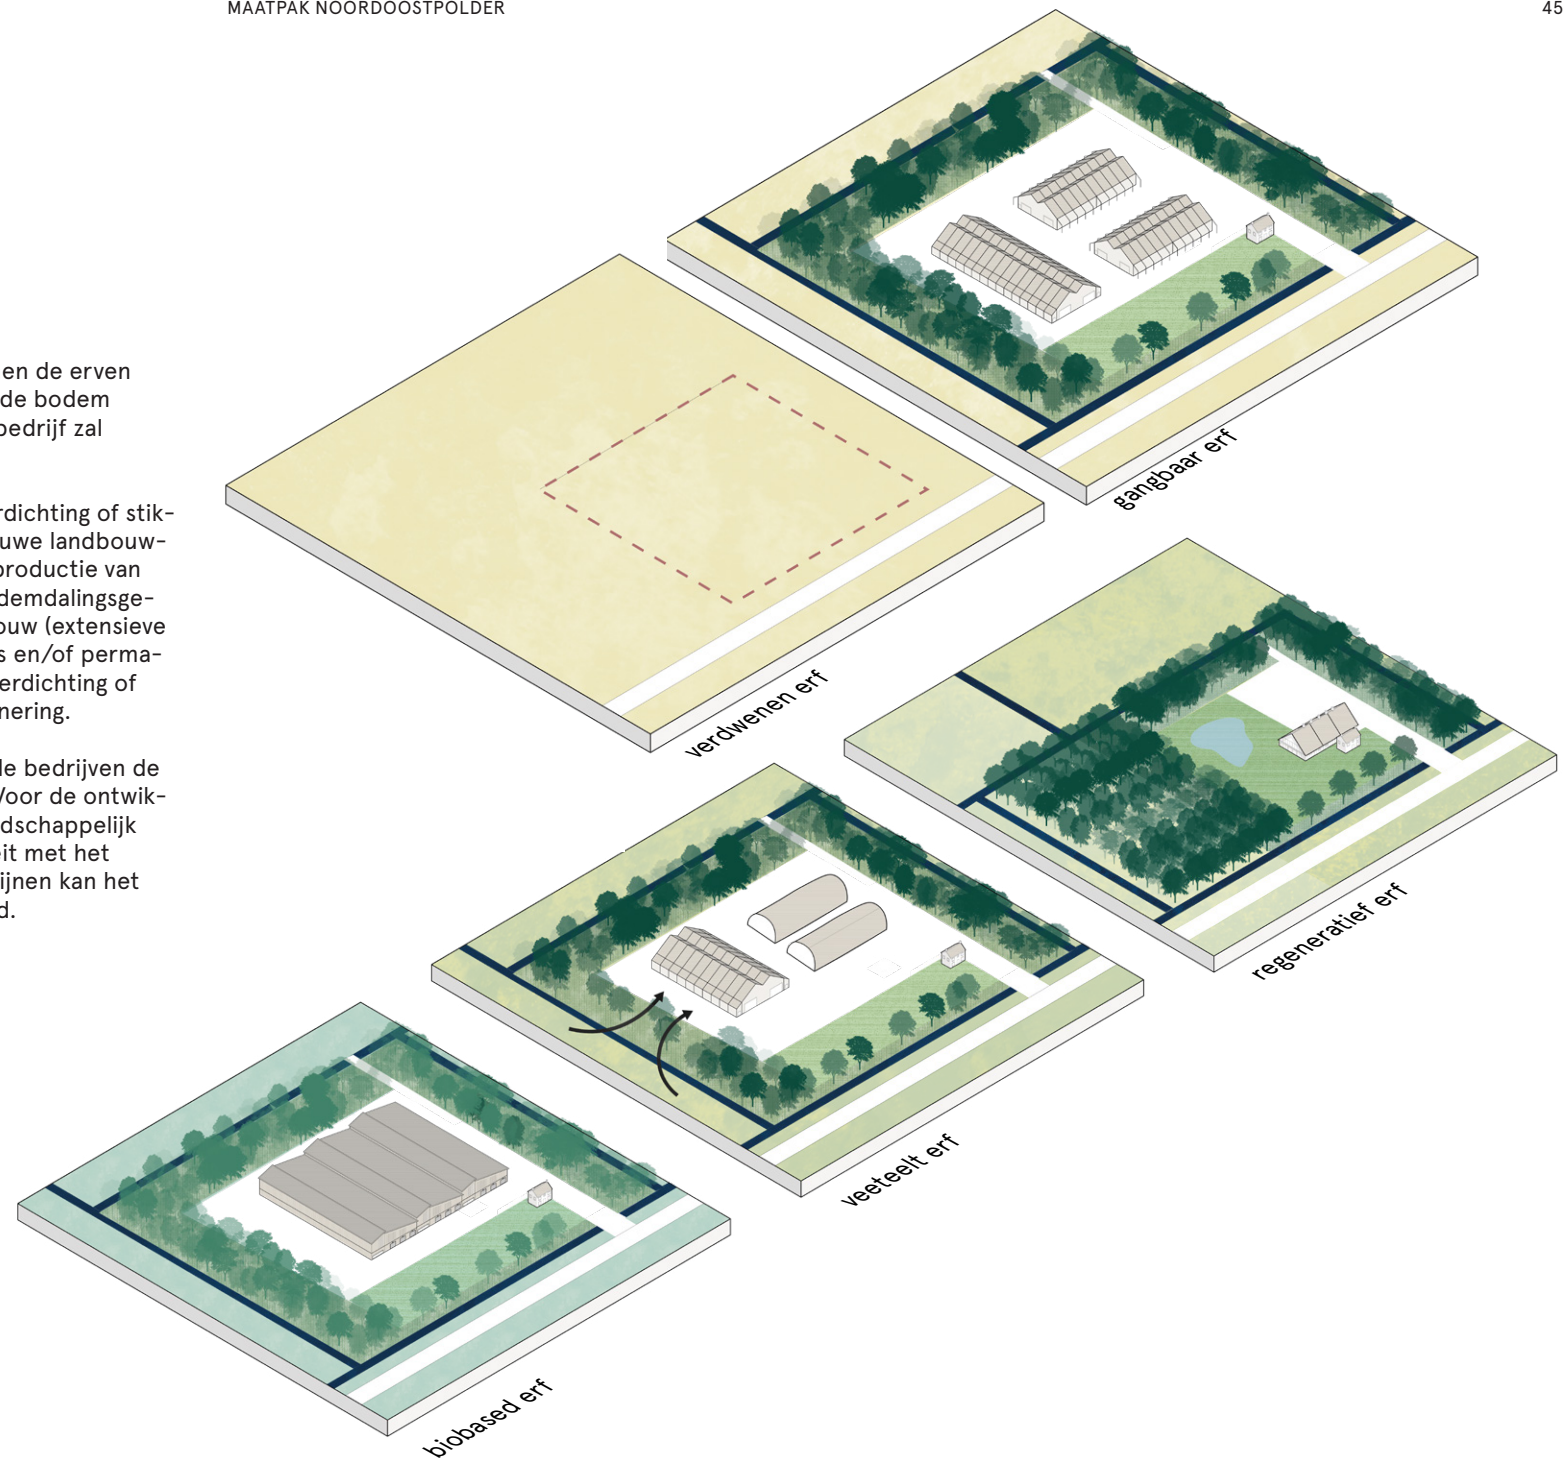 MAATPAK NOORDOOSTPOLDER
45
en de erven
de bodem
bedrijf zal
rdichting of stik-
uwe landbouw-
productie van
demdalingsge-
ouw (extensieve
s en/of perma-
erdichting of
nering.
de bedrijven de
Voor de ontwik-
dschappelijk
eit met het
ijnen kan het
d.
gangbaar erf
verdwenen erf
regeneratief erf
veeteelt erf
biobased erf